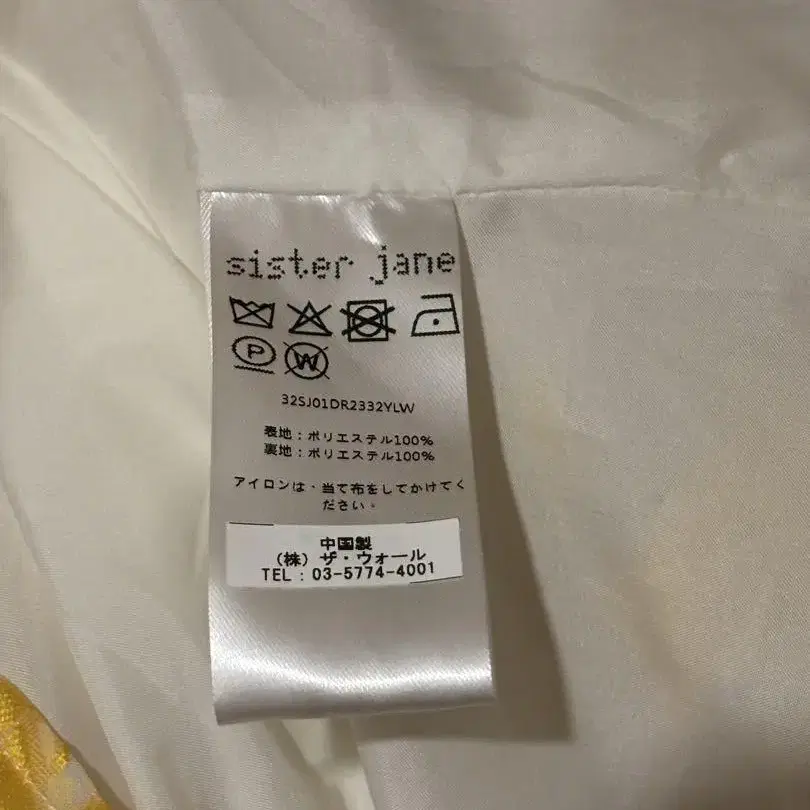 sister jane
P
W
32SJ01DR2332YLW
表地：ポリエステル100%
裏地：ポリエステル100%
アイロンは、当て布をしてかけてく
ださい。
中国製
（株）ザ・ウォール
TEL：03-5774-4001